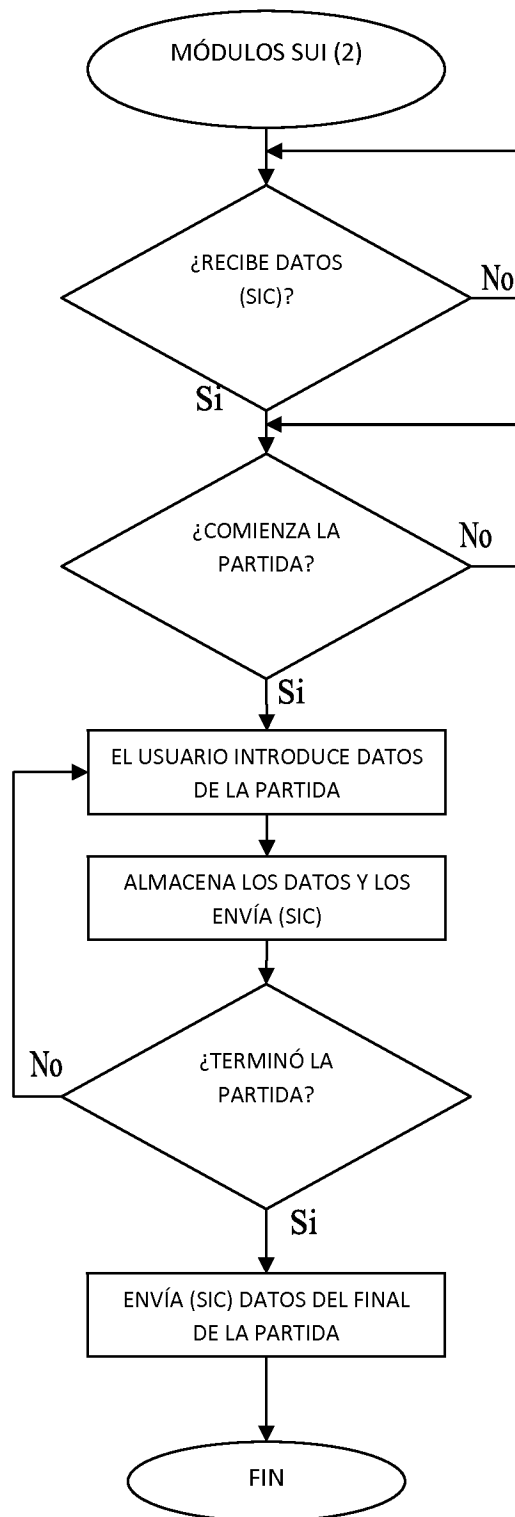 MÓDULOS SUI (2)
¿RECIBE DATOS
(SIC)?
No
Si
¿COMIENZA LA
PARTIDA?
No
Si
EL USUARIO INTRODUCE DATOS
DE LA PARTIDA
ALMACENA LOS DATOS Y LOS
ENVÍA (SIC)
¿TERMINÓ LA
PARTIDA?
No
Si
ENVÍA (SIC) DATOS DEL FINAL
DE LA PARTIDA
FIN